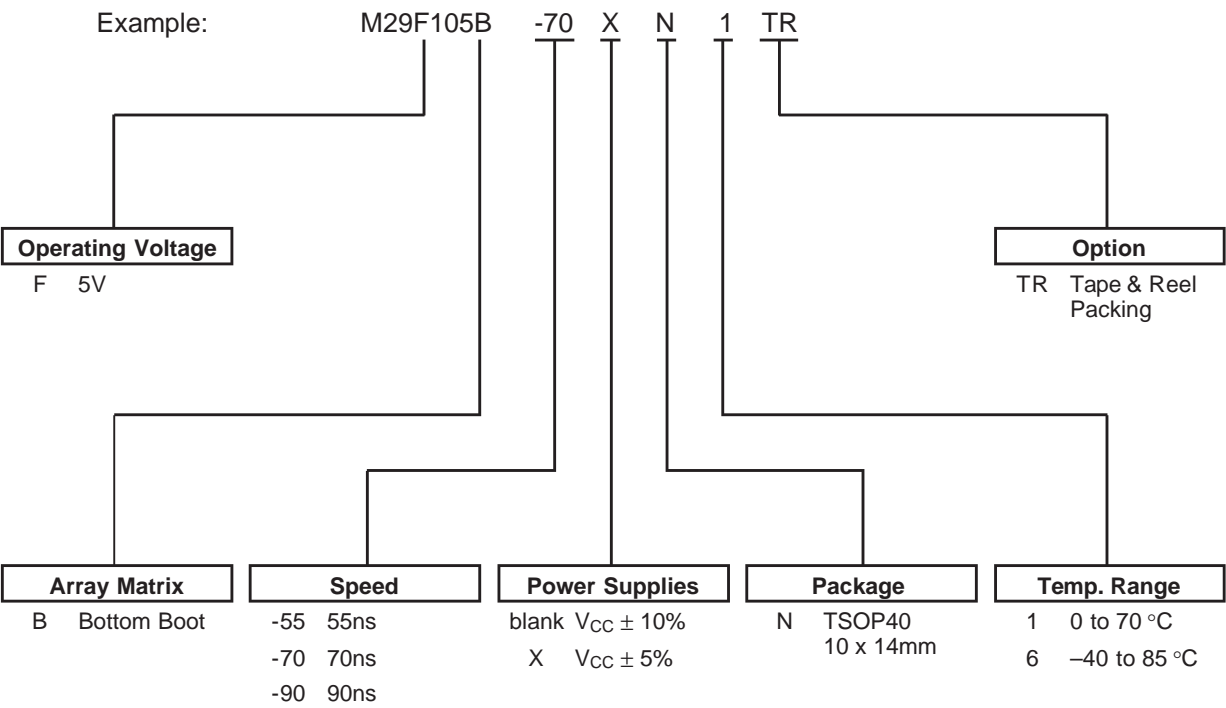 Example: M29F105B -70 X N 1 TR
Operating Voltage
F 5V
Option
TR Tape & Reel
Packing
Array Matrix
B Bottom Boot
Speed
-55 55ns
-70 70ns
-90 90ns
Power Supplies
blank VCC ± 10%
X VCC ± 5%
Package
N TSOP40
10 x 14mm
Temp. Range
1 0 to 70 °C
6 –40 to 85 °C